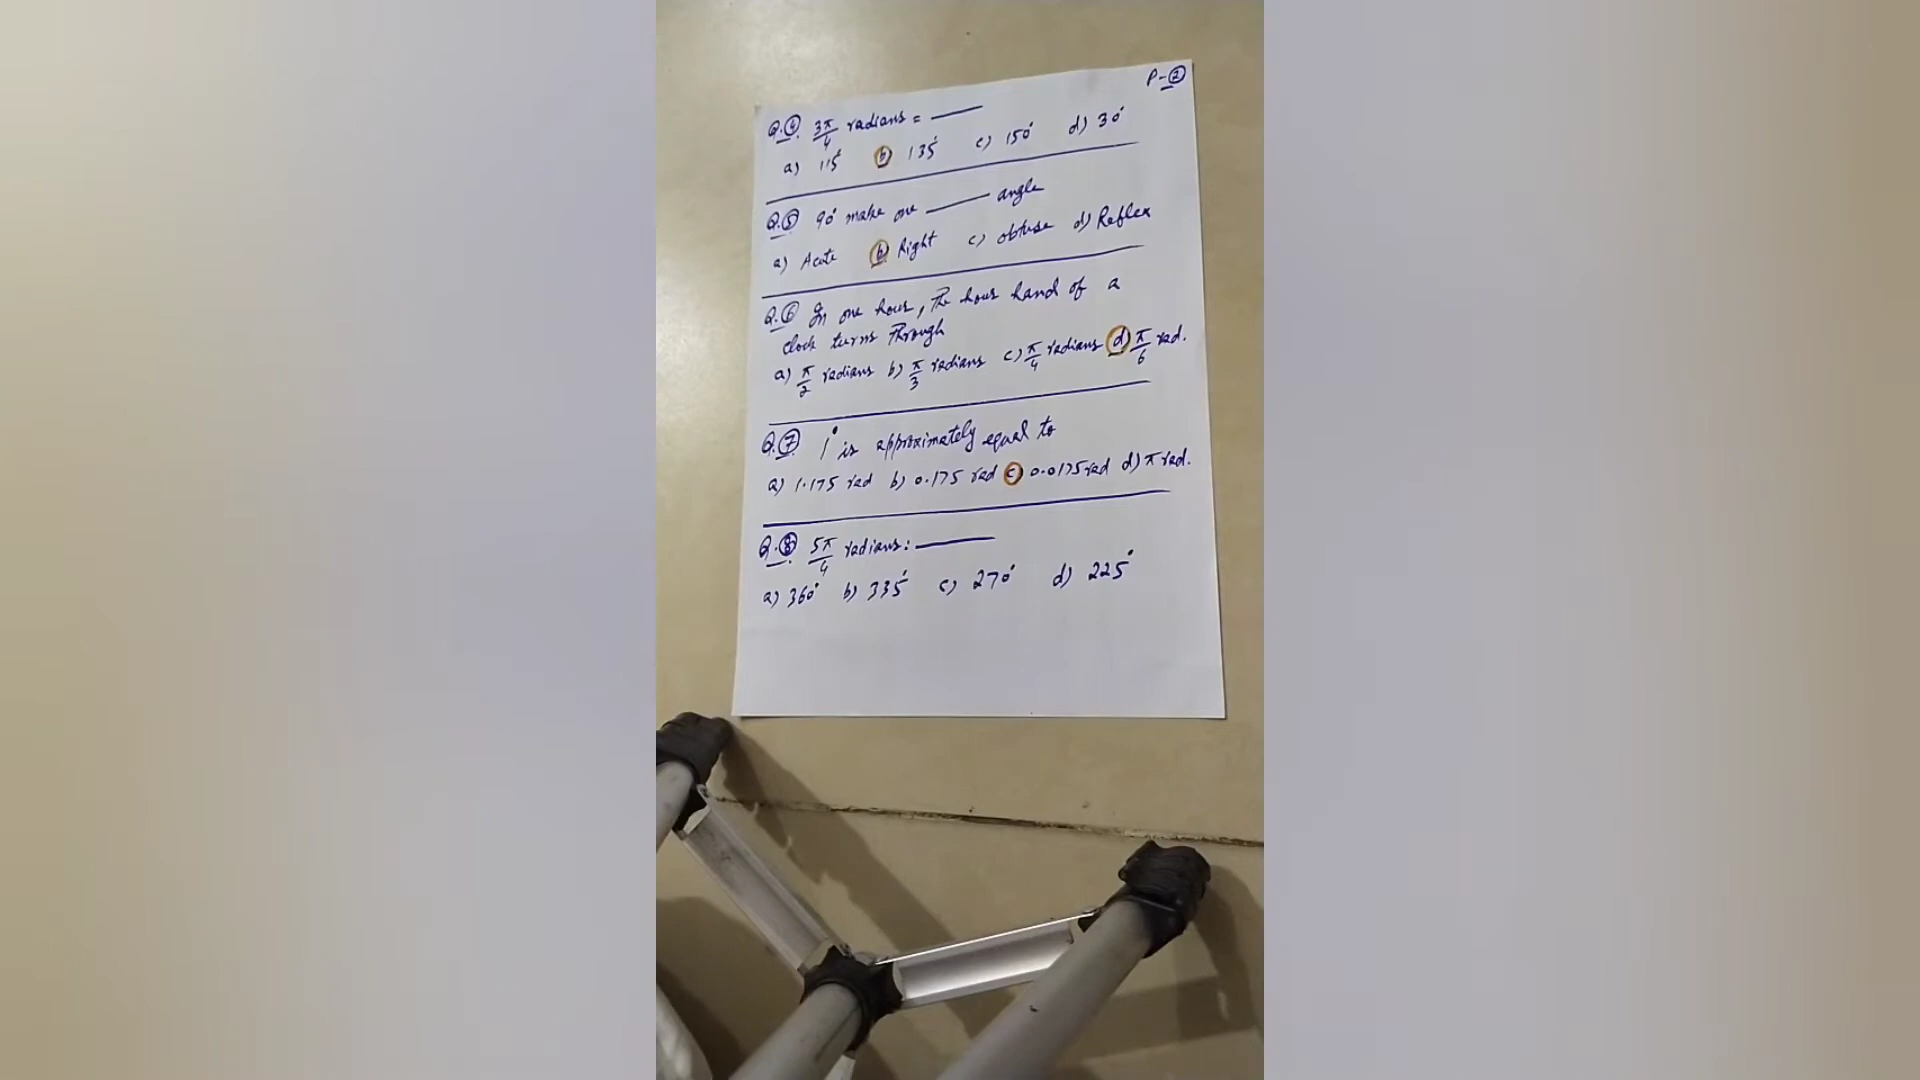 P-②
Q.④ 3π/4 radians = ____
a) 115° b) 135° c) 150° d) 30°
Q.⑤ 90° make one ____ angle
a) Acute b) Right c) obtuse d) Reflex
Q.⑥ In one hour, The hour hand of a
clock turns Through
a) π/2 radians b) π/3 radians c) π/4 radians d) π/6 rad.
Q.⑦ 1° is approximately equal to
a) 1.175 rad b) 0.175 rad c) 0.0175 rad d) π rad.
Q.⑧ 5π/4 radians: ____
a) 360° b) 335° c) 270° d) 225°